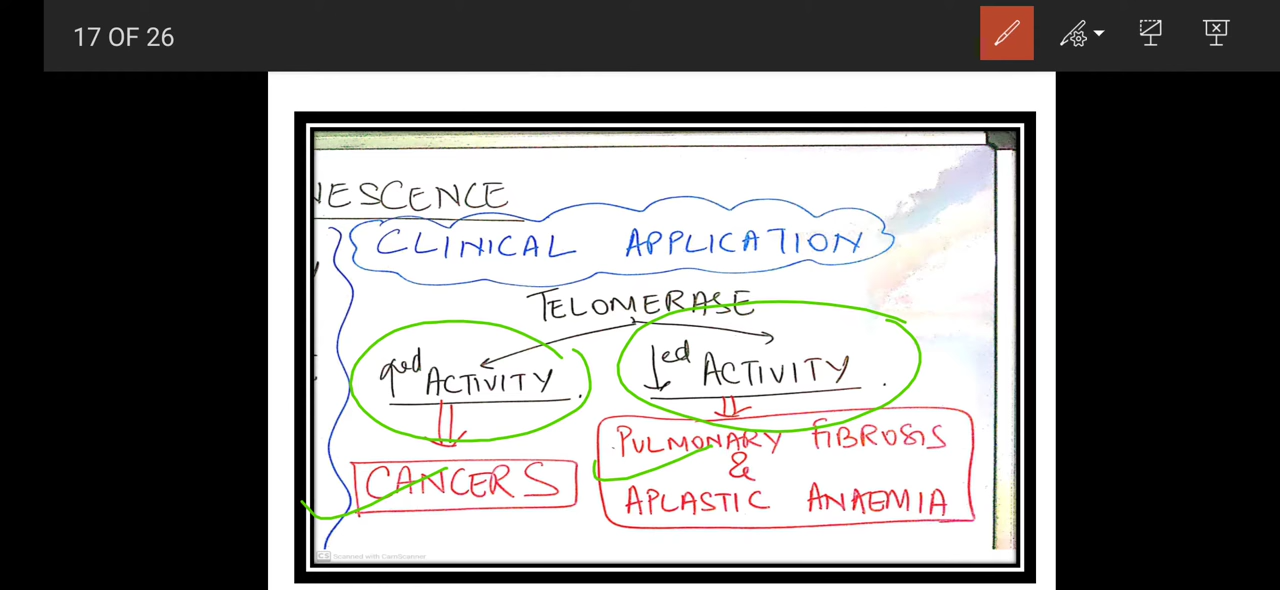 17 OF 26
NESCENCE
CLINICAL APPLICATION
TELOMERASE
↑ed ACTIVITY
↓ed ACTIVITY
CANCERS
PULMONARY FIBROSIS
&
APLASTIC ANAEMIA
CS Scanned with CamScanner